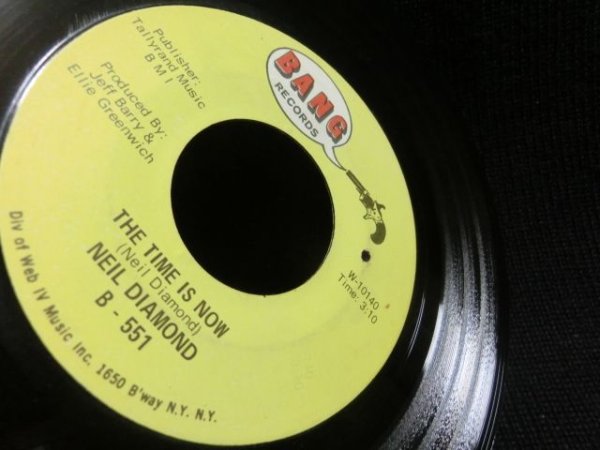 BANG
RECORDS
Publisher:
Tallyrand Music
B M I
Produced By:
Jeff Barry &
Ellie Greenwich
W-10140
Time: 3:10
THE TIME IS NOW
(Neil Diamond)
NEIL DIAMOND
B - 551
Div of Web IV Music Inc. 1650 B'way N.Y. N.Y.